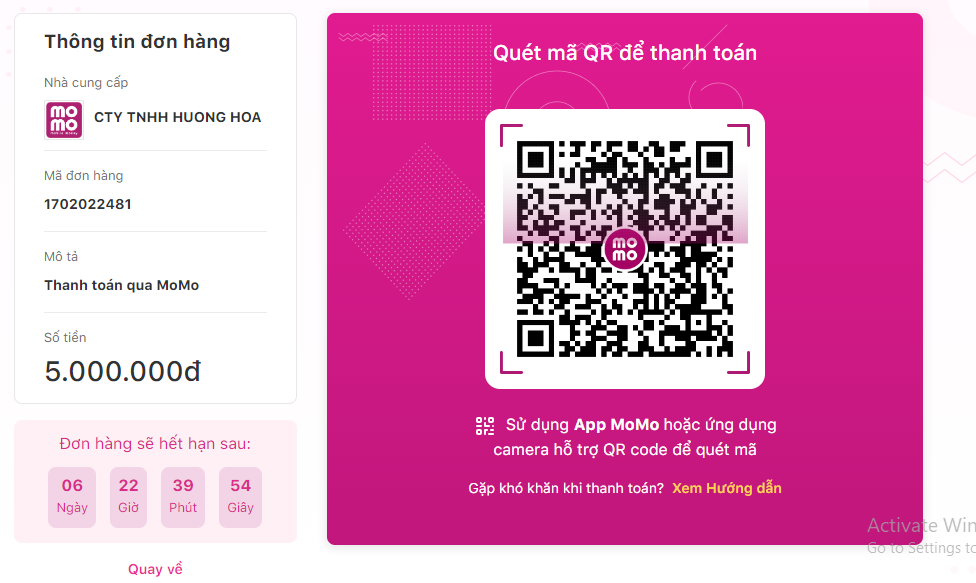 Thông tin đơn hàng
Nhà cung cấp
mo
mo
CTY TNHH HUONG HOA
Mã đơn hàng
1702022481
Mô tả
Thanh toán qua MoMo
Số tiền
5.000.000đ
Đơn hàng sẽ hết hạn sau:
06 22 39 54
Ngày Giờ Phút Giây
Quay về
Quét mã QR để thanh toán
mo
mo
Sử dụng App MoMo hoặc ứng dụng
camera hỗ trợ QR code để quét mã
Gặp khó khăn khi thanh toán? Xem Hướng dẫn
Activate Win
Go to Settings to